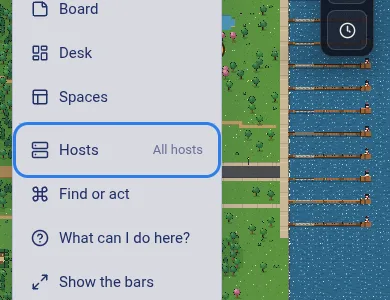 Board
Desk
Spaces
Hosts All hosts
Find or act
What can I do here?
Show the bars